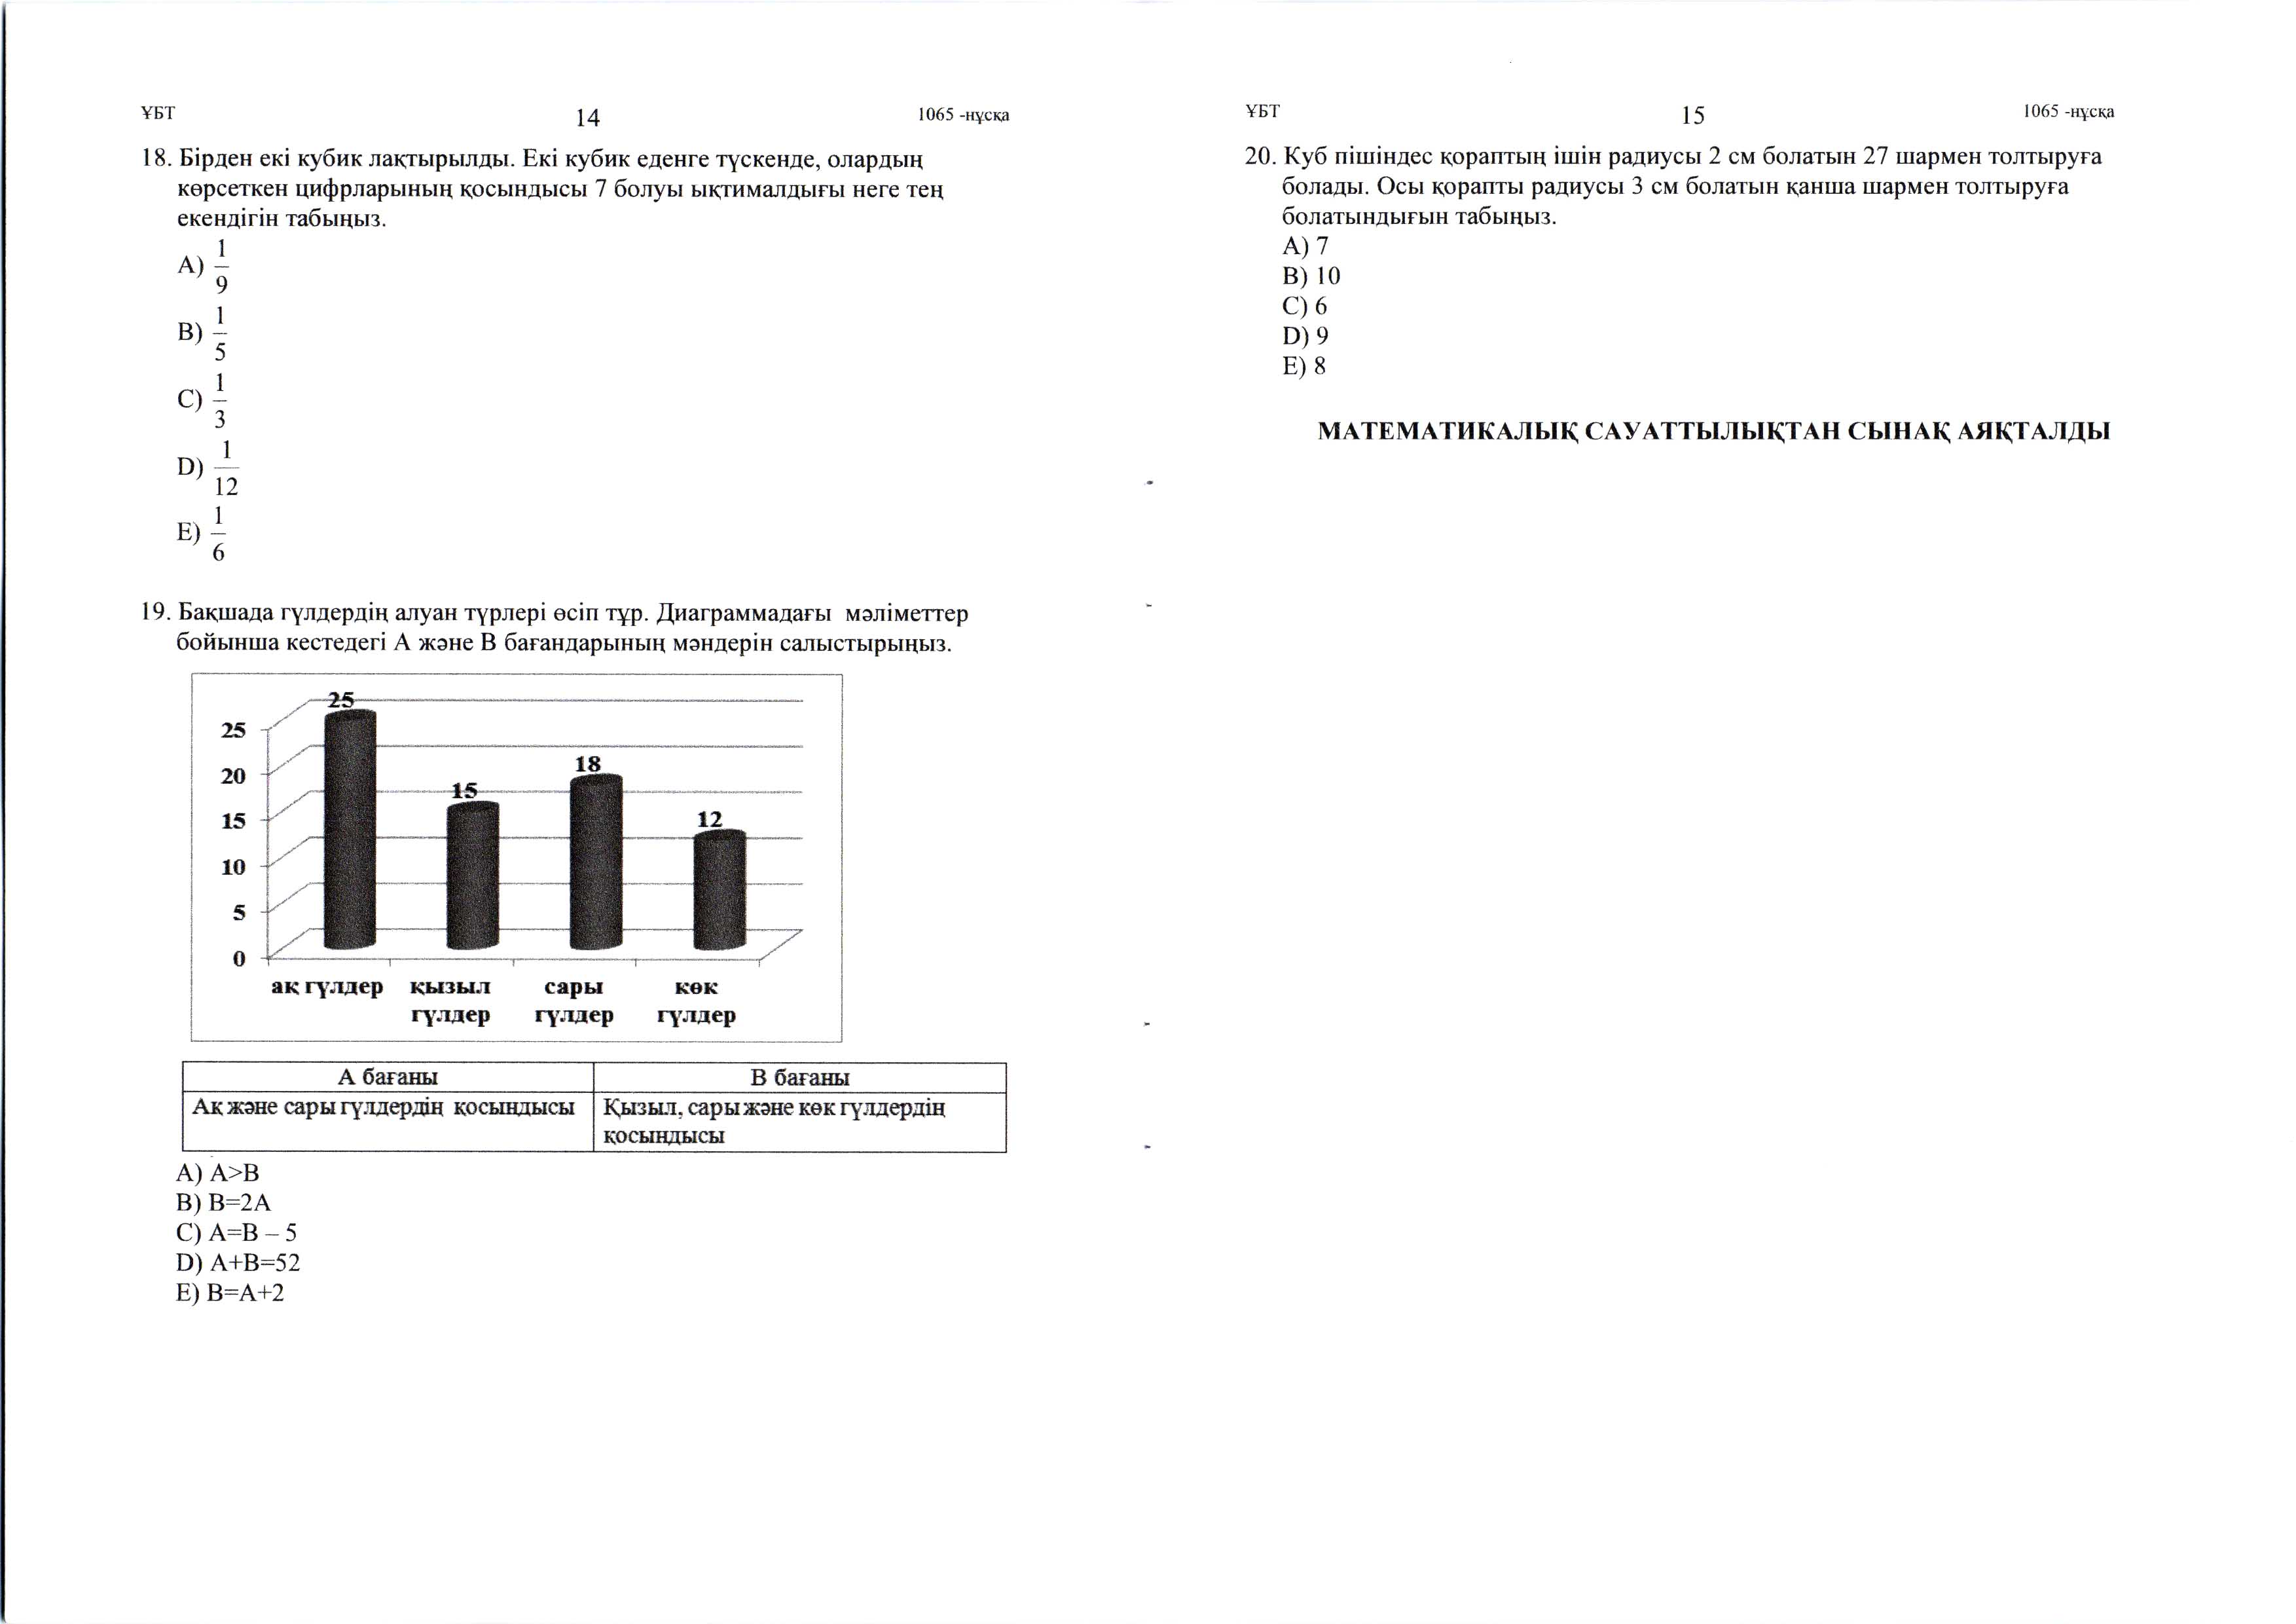 ҰБТ 14 1065 -нұсқа
18. Бірден екі кубик лақтырылды. Екі кубик еденге түскенде, олардың
көрсеткен цифрларының қосындысы 7 болуы ықтималдығы неге тең
екендігін табыңыз.
A) 1/9
B) 1/5
C) 1/3
D) 1/12
E) 1/6
19. Бақшада гүлдердің алуан түрлері өсіп тұр. Диаграммадағы мәліметтер
бойынша кестедегі А және В бағандарының мәндерін салыстырыңыз.
25
25
20
18
15
15
12
10
5
0
ақ гүлдер қызыл сары көк
гүлдер гүлдер гүлдер
А бағаны В бағаны
Ақ және сары гүлдердің қосындысы Қызыл, сары және көк гүлдердің
қосындысы
A) A>B
B) B=2A
C) A=B – 5
D) A+B=52
E) B=A+2
ҰБТ 15 1065 -нұсқа
20. Куб пішіндес қораптың ішін радиусы 2 см болатын 27 шармен толтыруға
болады. Осы қорапты радиусы 3 см болатын қанша шармен толтыруға
болатындығын табыңыз.
A) 7
B) 10
C) 6
D) 9
E) 8
МАТЕМАТИКАЛЫҚ САУАТТЫЛЫҚТАН СЫНАҚ АЯҚТАЛДЫ